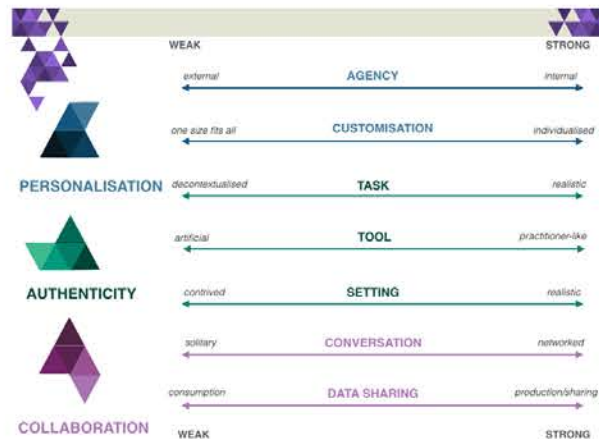 WEAK STRONG
external AGENCY internal
one size fits all CUSTOMISATION individualised
PERSONALISATION
decontextualised TASK realistic
artificial TOOL practitioner-like
AUTHENTICITY
contrived SETTING realistic
solitary CONVERSATION networked
consumption DATA SHARING production/sharing
COLLABORATION
WEAK STRONG